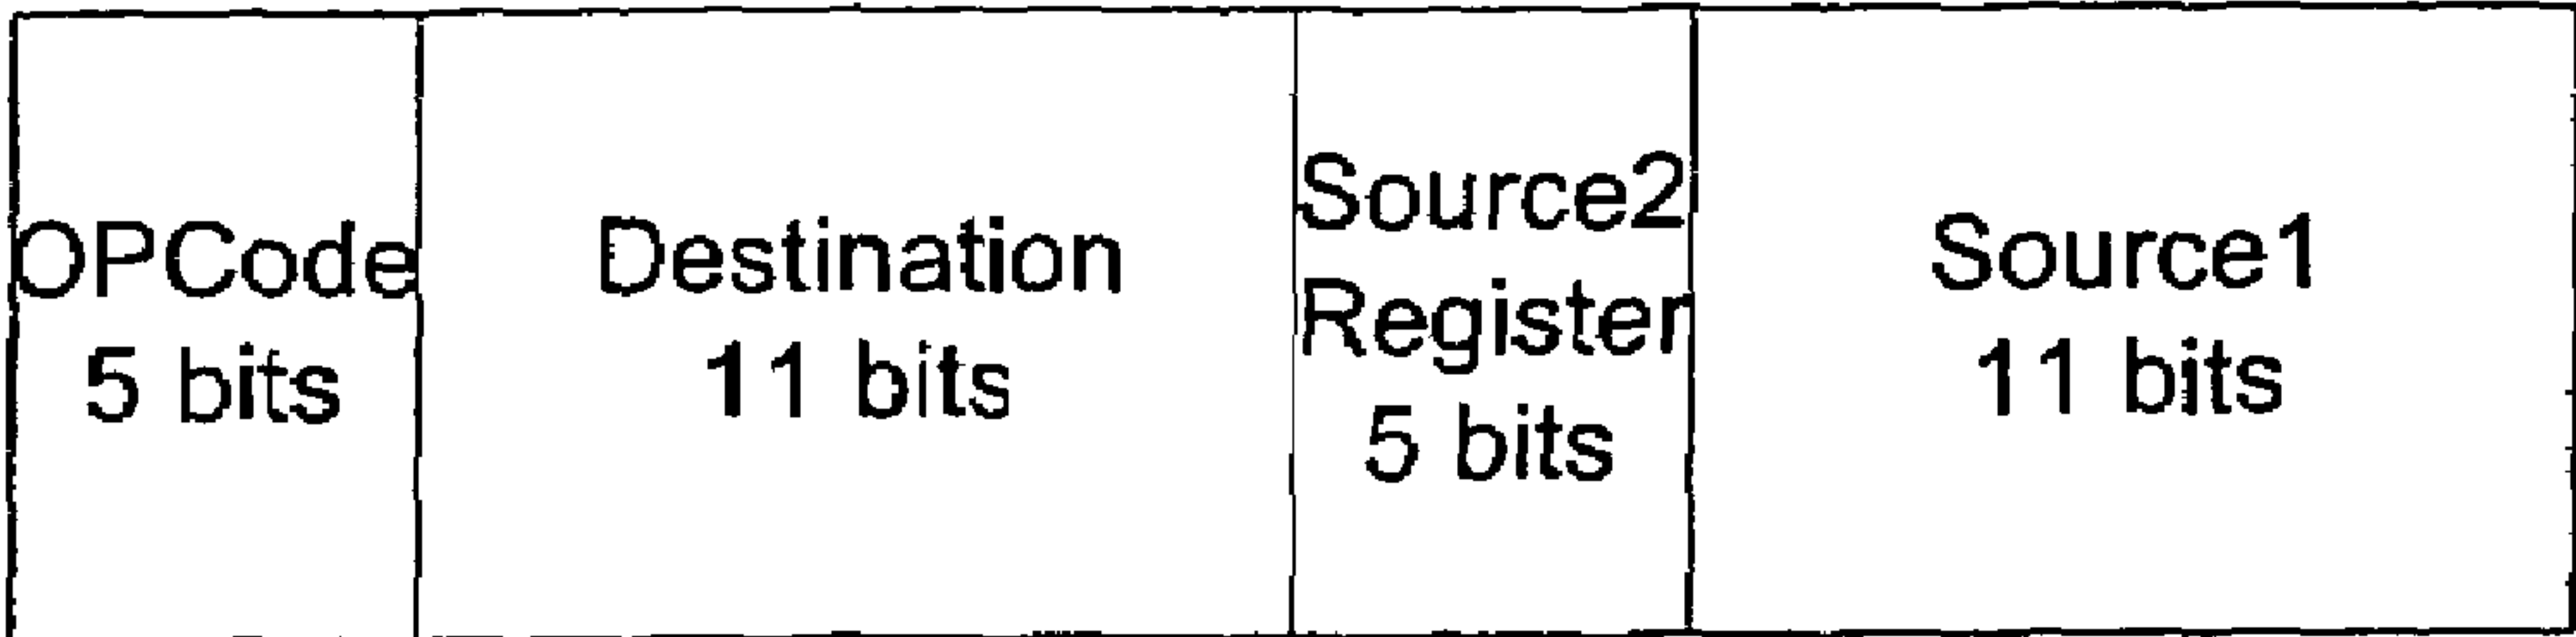 OPCode
5 bits
Destination
11 bits
Source2
Register
5 bits
Source1
11 bits